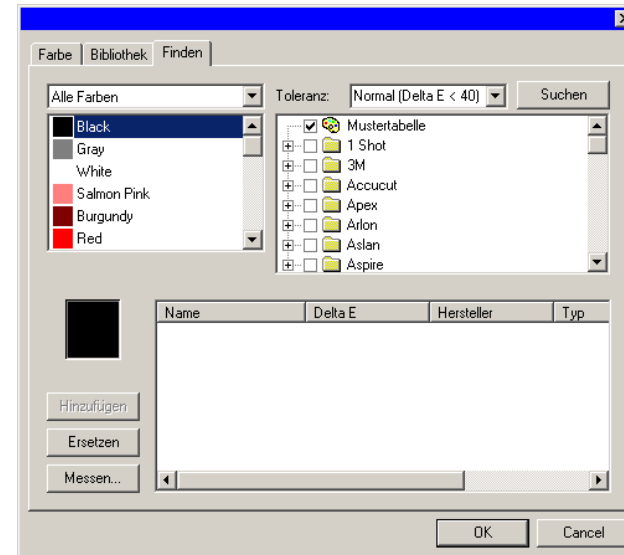 Farbe Bibliothek Finden
Alle Farben Toleranz: Normal (Delta E < 40) Suchen
Black
Gray
White
Salmon Pink
Burgundy
Red
Mustertabelle
1 Shot
3M
Accucut
Apex
Arlon
Aslan
Aspire
Name Delta E Hersteller Typ
Hinzufügen
Ersetzen
Messen...
OK Cancel